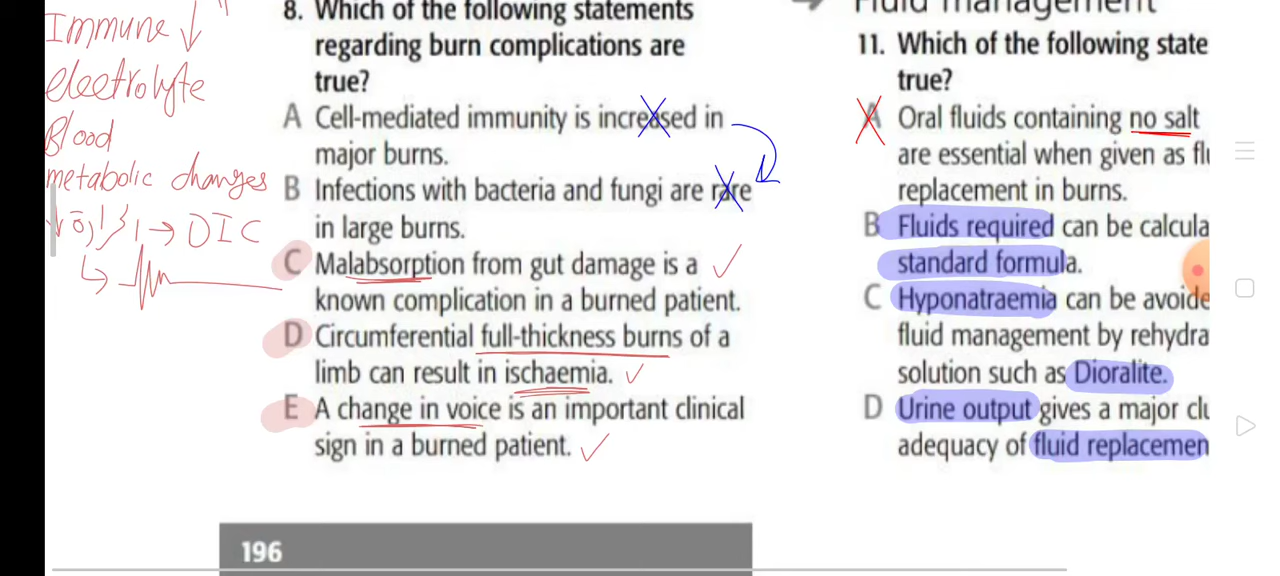 Immune ↓
electrolyte
Blood
metabolic changes
→ DIC
8. Which of the following statements
regarding burn complications are
true?
A Cell-mediated immunity is increased in
major burns.
B Infections with bacteria and fungi are rare
in large burns.
C Malabsorption from gut damage is a
known complication in a burned patient.
D Circumferential full-thickness burns of a
limb can result in ischaemia.
E A change in voice is an important clinical
sign in a burned patient.
196
Fluid management
11. Which of the following state
true?
A Oral fluids containing no salt
are essential when given as flu
replacement in burns.
B Fluids required can be calcula
standard formula.
C Hyponatraemia can be avoide
fluid management by rehydra
solution such as Dioralite.
D Urine output gives a major clu
adequacy of fluid replacemen